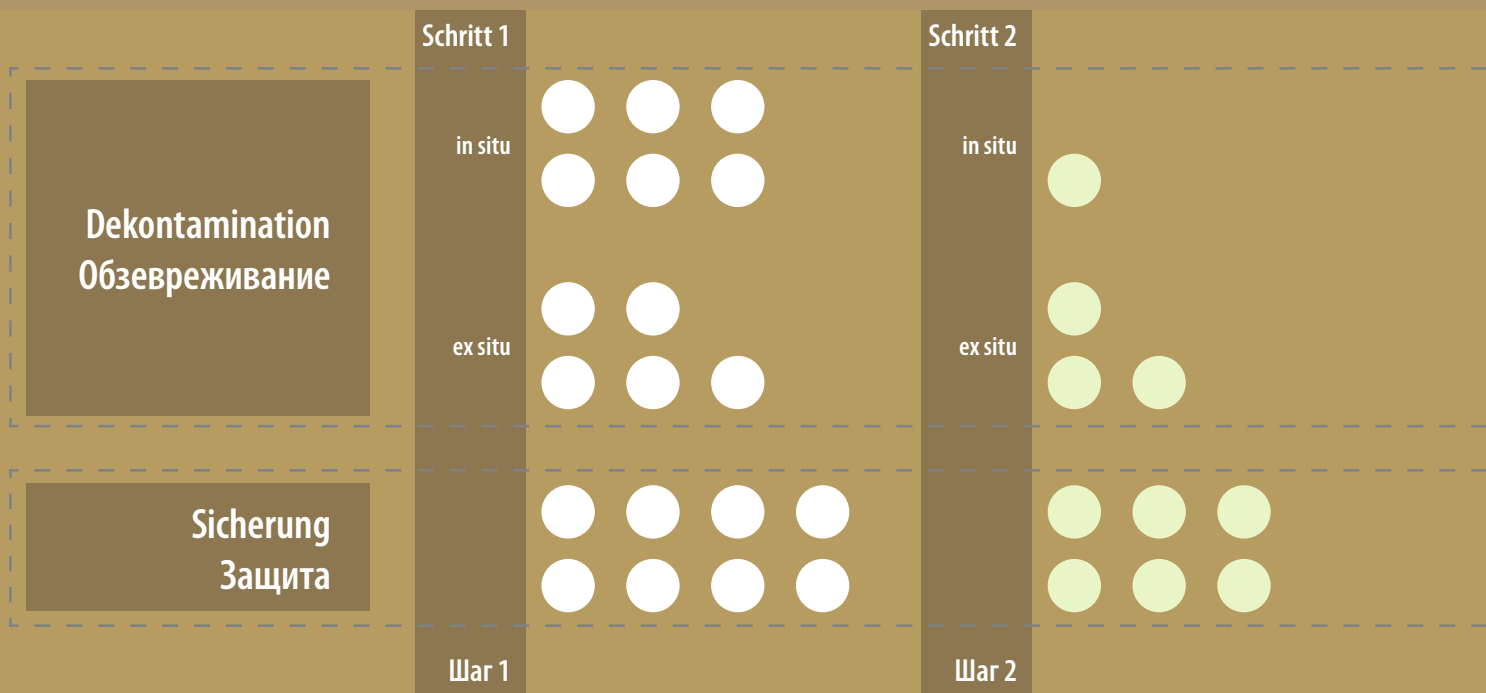 Schritt 1
Schritt 2
in situ
in situ
Dekontamination
Обзевреживание
ex situ
ex situ
Sicherung
Защита
Шаг 1
Шаг 2